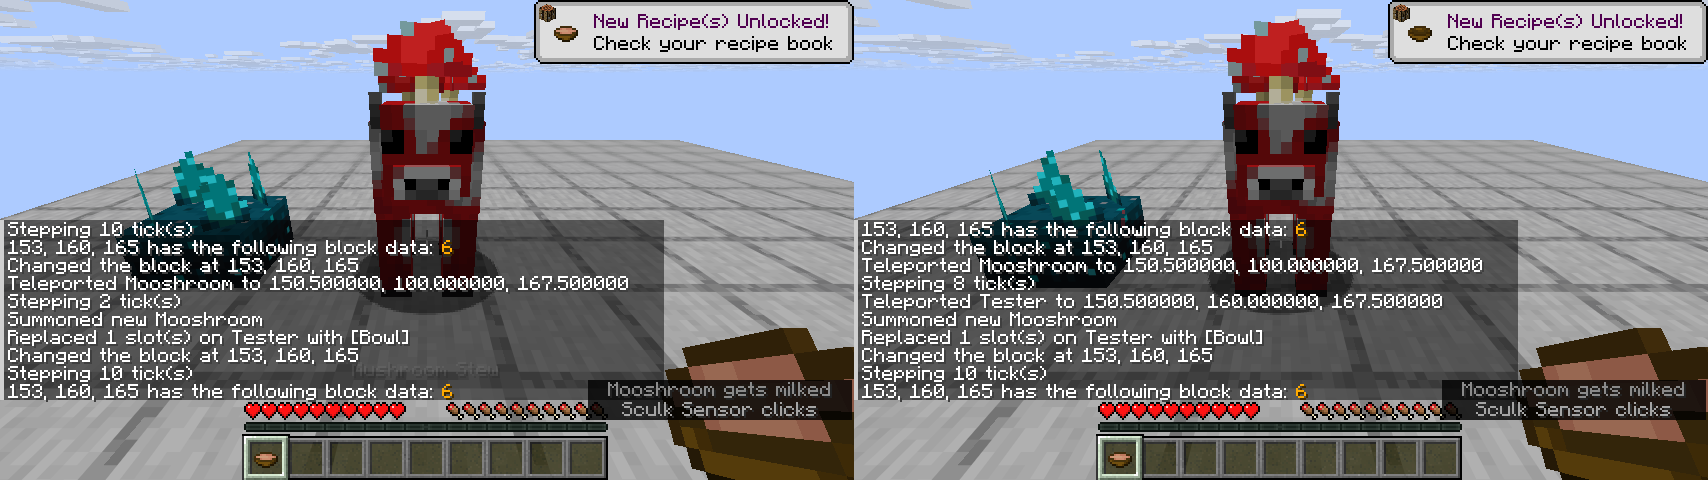 New Recipe(s) Unlocked!
Check your recipe book
Stepping 10 tick(s)
153, 160, 165 has the following block data: 6
Changed the block at 153, 160, 165
Teleported Mooshroom to 150.500000, 100.000000, 167.500000
Stepping 2 tick(s)
Summoned new Mooshroom
Replaced 1 slot(s) on Tester with [Bowl]
Changed the block at 153, 160, 165
Stepping 10 tick(s)
Mushroom Stew
153, 160, 165 has the following block data: 6
Mooshroom gets milked
Sculk Sensor clicks
New Recipe(s) Unlocked!
Check your recipe book
153, 160, 165 has the following block data: 6
Changed the block at 153, 160, 165
Teleported Mooshroom to 150.500000, 100.000000, 167.500000
Stepping 8 tick(s)
Teleported Tester to 150.500000, 160.000000, 167.500000
Summoned new Mooshroom
Replaced 1 slot(s) on Tester with [Bowl]
Changed the block at 153, 160, 165
Stepping 10 tick(s)
153, 160, 165 has the following block data: 6
Mooshroom gets milked
Sculk Sensor clicks